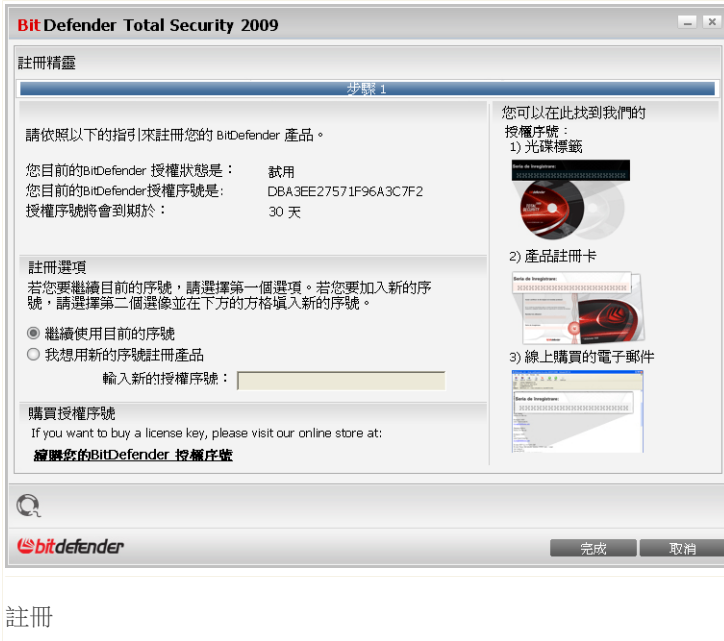 BitDefender Total Security 2009
註冊精靈
步驟 1
請依照以下的指引來註冊您的 BitDefender 產品。
您目前的BitDefender 授權狀態是： 試用
您目前的BitDefender授權序號是: DBA3EE27571F96A3C7F2
授權序號將會到期於： 30 天
註冊選項
若您要繼續目前的序號，請選擇第一個選項。若您要加入新的序
號，請選擇第二個選像並在下方的方格填入新的序號。
繼續使用目前的序號
我想用新的序號註冊產品
輸入新的授權序號：
購買授權序號
If you want to buy a license key, please visit our online store at:
續購您的BitDefender 授權序號
您可以在此找到我們的
授權序號：
1) 光碟標籤
Serie de Inregistrare:
2) 產品註冊卡
Serie de Inregistrare:
3) 線上購買的電子郵件
Serie de Inregistrare:
bitdefender
完成
取消
註冊